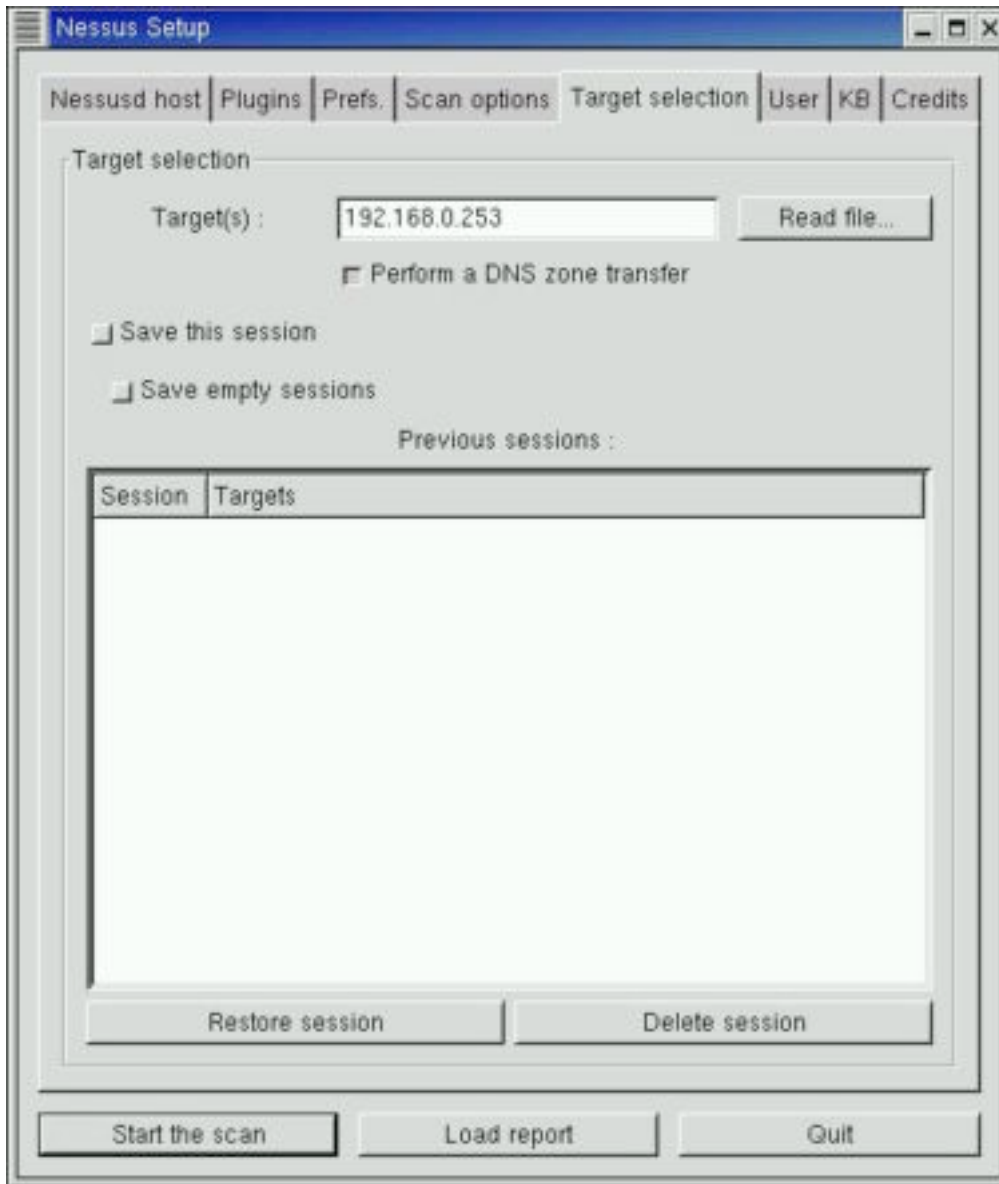 Nessus Setup
Nessusd host Plugins Prefs. Scan options Target selection User KB Credits
Target selection
Target(s) : 192.168.0.253 Read file...
Perform a DNS zone transfer
Save this session
Save empty sessions
Previous sessions :
Session Targets
Restore session Delete session
Start the scan Load report Quit